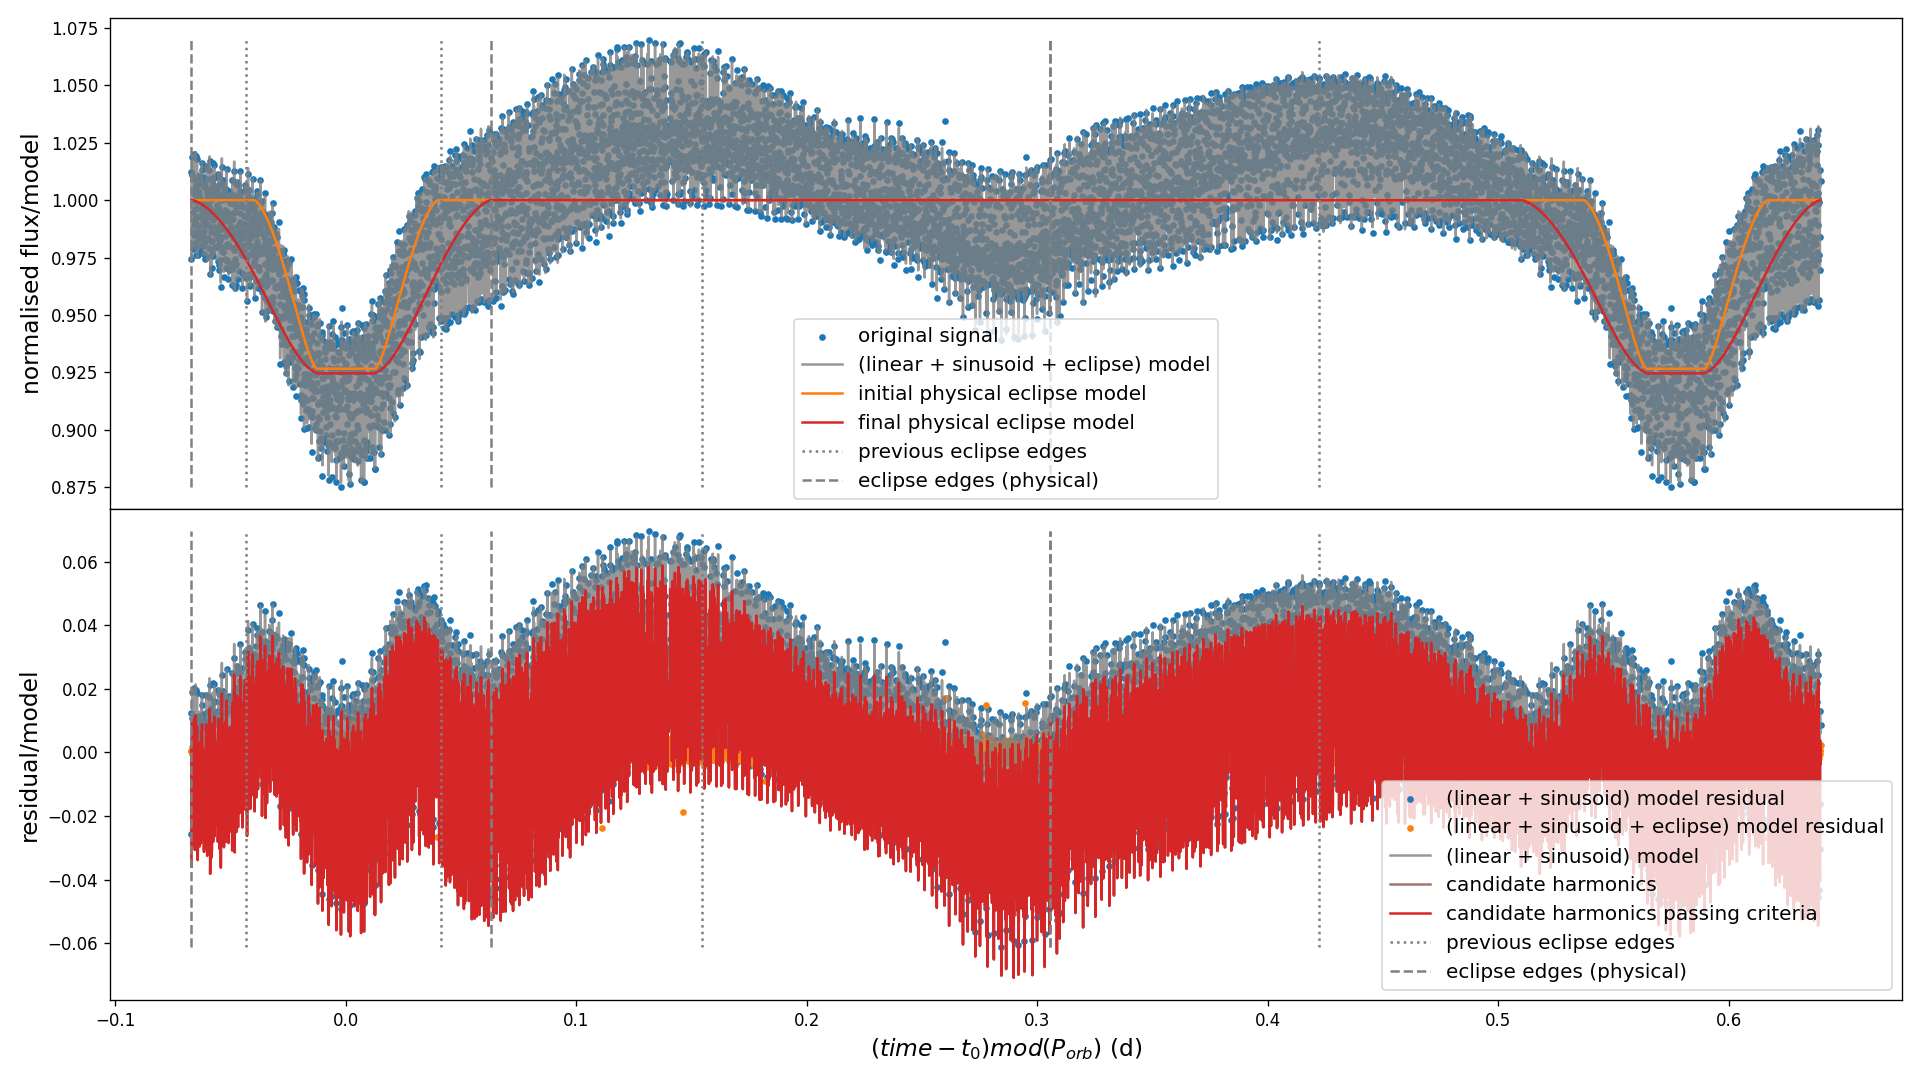 1.075
1.050
1.025
1.000
0.975
0.950
0.925
0.900
0.875
normalised flux/model
original signal
(linear + sinusoid + eclipse) model
initial physical eclipse model
final physical eclipse model
previous eclipse edges
eclipse edges (physical)
0.06
0.04
0.02
0.00
−0.02
−0.04
−0.06
residual/model
(linear + sinusoid) model residual
(linear + sinusoid + eclipse) model residual
(linear + sinusoid) model
candidate harmonics
candidate harmonics passing criteria
previous eclipse edges
eclipse edges (physical)
−0.1 0.0 0.1 0.2 0.3 0.4 0.5 0.6
(time − t₀)mod(P_orb) (d)